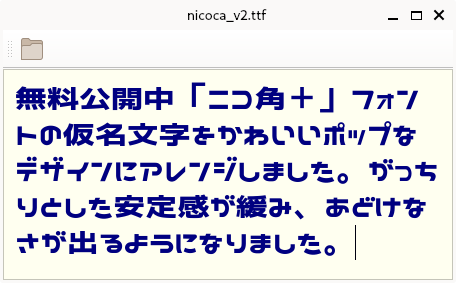 nicoca_v2.ttf
無料公開中「ニコ角＋」フォン
トの仮名文字をかわいいポップな
デザインにアレンジしました。がっち
りとした安定感が緩み、あどけな
さが出るようになりました。